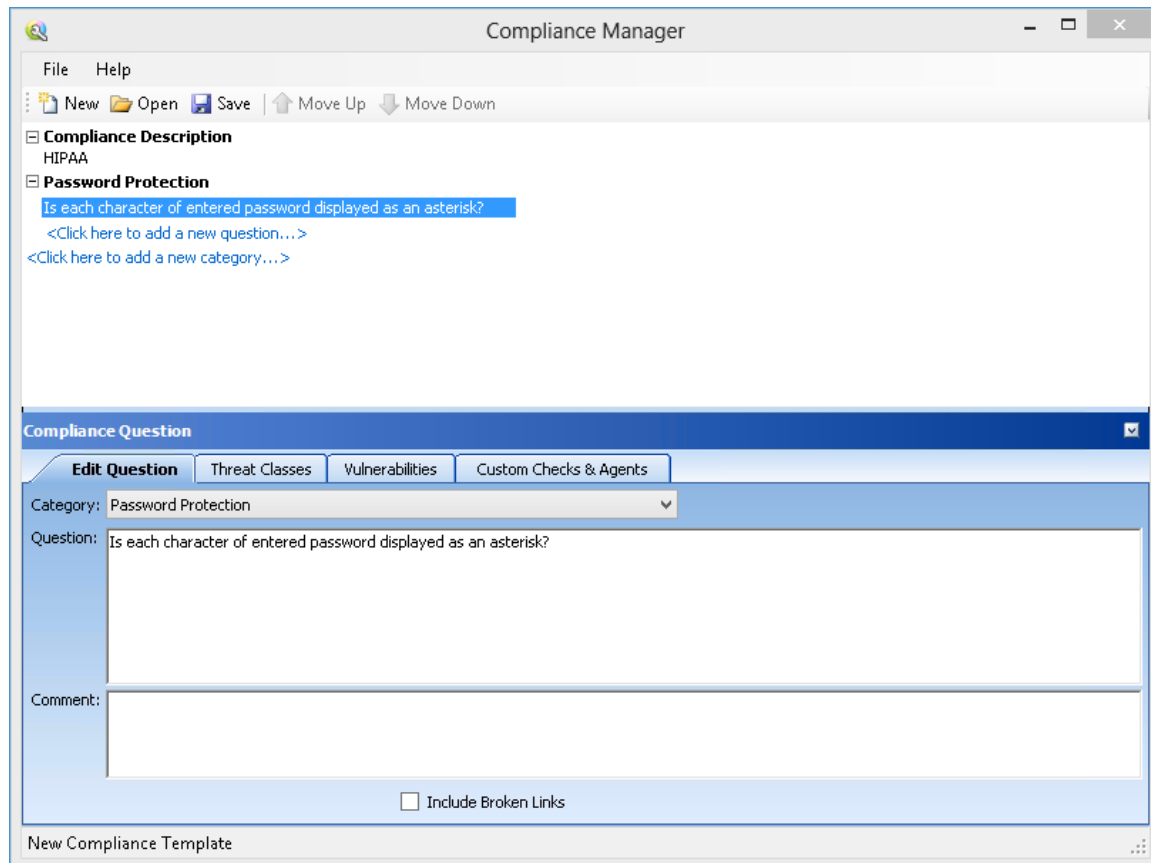 Compliance Manager
File Help
New Open Save Move Up Move Down
Compliance Description
HIPAA
Password Protection
Is each character of entered password displayed as an asterisk?
<Click here to add a new question...>
<Click here to add a new category...>
Compliance Question
Edit Question Threat Classes Vulnerabilities Custom Checks & Agents
Category: Password Protection
Question: Is each character of entered password displayed as an asterisk?
Comment:
Include Broken Links
New Compliance Template